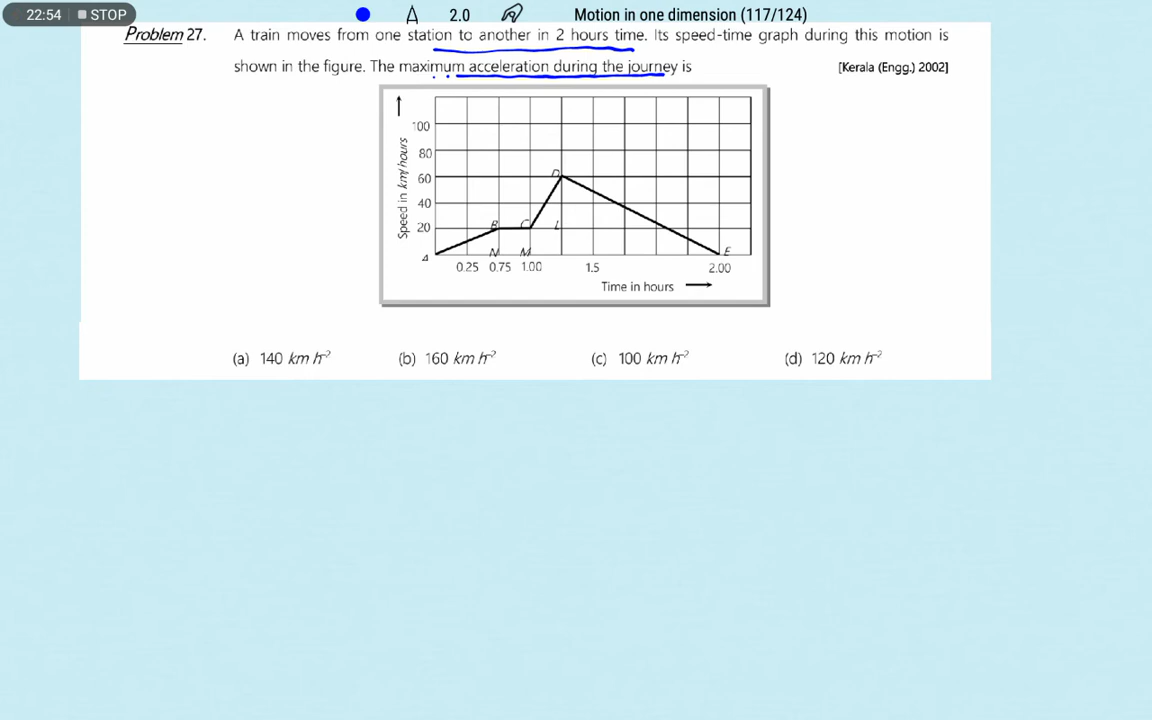 22:54 STOP 2.0 Motion in one dimension (117/124)
Problem 27. A train moves from one station to another in 2 hours time. Its speed-time graph during this motion is
shown in the figure. The maximum acceleration during the journey is [Kerala (Engg.) 2002]
Speed in km/hours
100
80
60
40
20
D
B C L
A N M E
0.25 0.75 1.00 1.5 2.00
Time in hours
(a) 140 km h⁻² (b) 160 km h⁻² (c) 100 km h⁻² (d) 120 km h⁻²